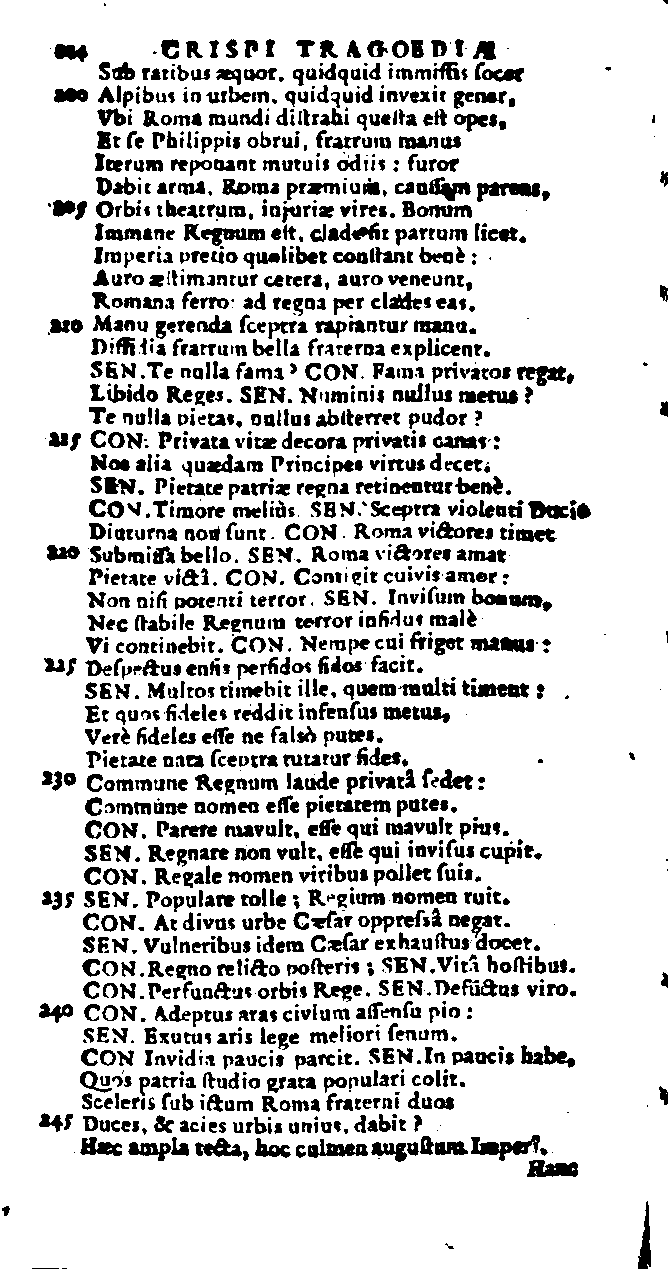 224 CRISPI TRAGOEDIÆ
Sub ratibus æquor, quidquid immiſſis ſocer
200 Alpibus in urbem, quidquid invexit gener,
Vbi Roma mundi diſtrahi queſta eſt opes,
Et ſe Philippis obrui, fratrum manus
Iterum reponant mutuis odiis : furor
Dabit arma, Roma præmium, cauſſam parens,
205 Orbis theatrum, injuriæ vires. Bonum
Immane Regnum eſt, clade ſit partum licet.
Imperia pretio quælibet conſtant benè :
Auro æſtimantur cetera, auro veneunt,
Romana ferro: ad regna per clades eas.
210 Manu gerenda ſceptra rapiantur manu.
Diſſidia fratrum bella fraterna explicent.
SEN. Te nulla fama? CON. Fama privatos regat,
Libido Reges. SEN. Numinis nullus metus ?
Te nulla pietas, nullus abſterret pudor ?
215 CON. Privata vitæ decora privatis canas :
Nos alia quædam Principes virtus decet.
SEN. Pietate patriæ regna retinentur benè.
CON. Timore meliùs. SEN. Sceptra violenti Ducis
Diuturna non ſunt. CON. Roma victores timet
220 Submiſſa bello. SEN. Roma victores amat
Pietate victâ. CON. Contigit cuivis amor :
Non niſi potenti terror. SEN. Inviſum bonum,
Nec ſtabile Regnum terror infidus malè
Vi continebit. CON. Nempe cui friget manus :
225 Deſpectus enſis perfidos fidos facit.
SEN. Multos timebit ille, quem multi timent :
Et quos fideles reddit infenſus metus,
Verè fideles eſſe ne falsò putes.
Pietate nata ſceptra tutatur fides.
230 Commune Regnum laude privatâ ſedet :
Commune nomen eſſe pietatem putes.
CON. Parere mavult, eſſe qui mavult pius.
SEN. Regnare non vult, eſſe qui inviſus cupit.
CON. Regale nomen viribus pollet ſuis.
235 SEN. Populare tolle ; Regium nomen ruit.
CON. At divus urbe Cæſar oppreſſâ negat.
SEN. Vulneribus idem Cæſar exhauſtus docet.
CON. Regno relicto poſteris ; SEN. Vitâ hoſtibus.
CON. Perfunctus orbis Rege. SEN. Defūctus viro.
240 CON. Adeptus aras civium aſſenſu pio :
SEN. Exutus aris lege meliori ſenum.
CON Invidia paucis parcit. SEN. In paucis habe,
Quos patria ſtudio grata populari colit.
Sceleris ſub ictum Roma fraterni duos
245 Duces, & acies urbis unius, dabit ?
Hæc ampla tecta, hoc culmen auguſtum Imperî,
Hanc